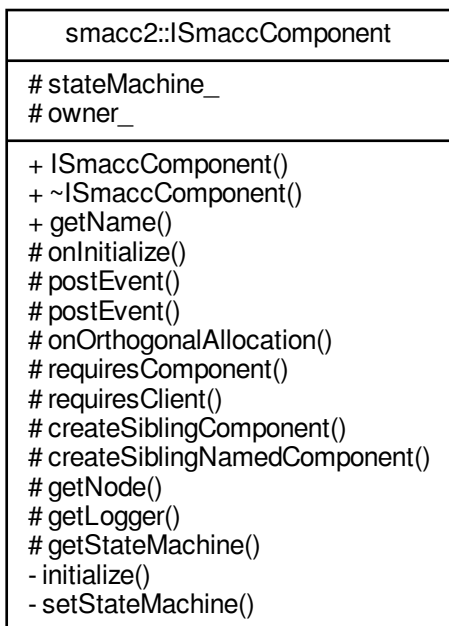 smacc2::ISmaccComponent
# stateMachine_
# owner_
+ ISmaccComponent()
+ ~ISmaccComponent()
+ getName()
# onInitialize()
# postEvent()
# postEvent()
# onOrthogonalAllocation()
# requiresComponent()
# requiresClient()
# createSiblingComponent()
# createSiblingNamedComponent()
# getNode()
# getLogger()
# getStateMachine()
- initialize()
- setStateMachine()